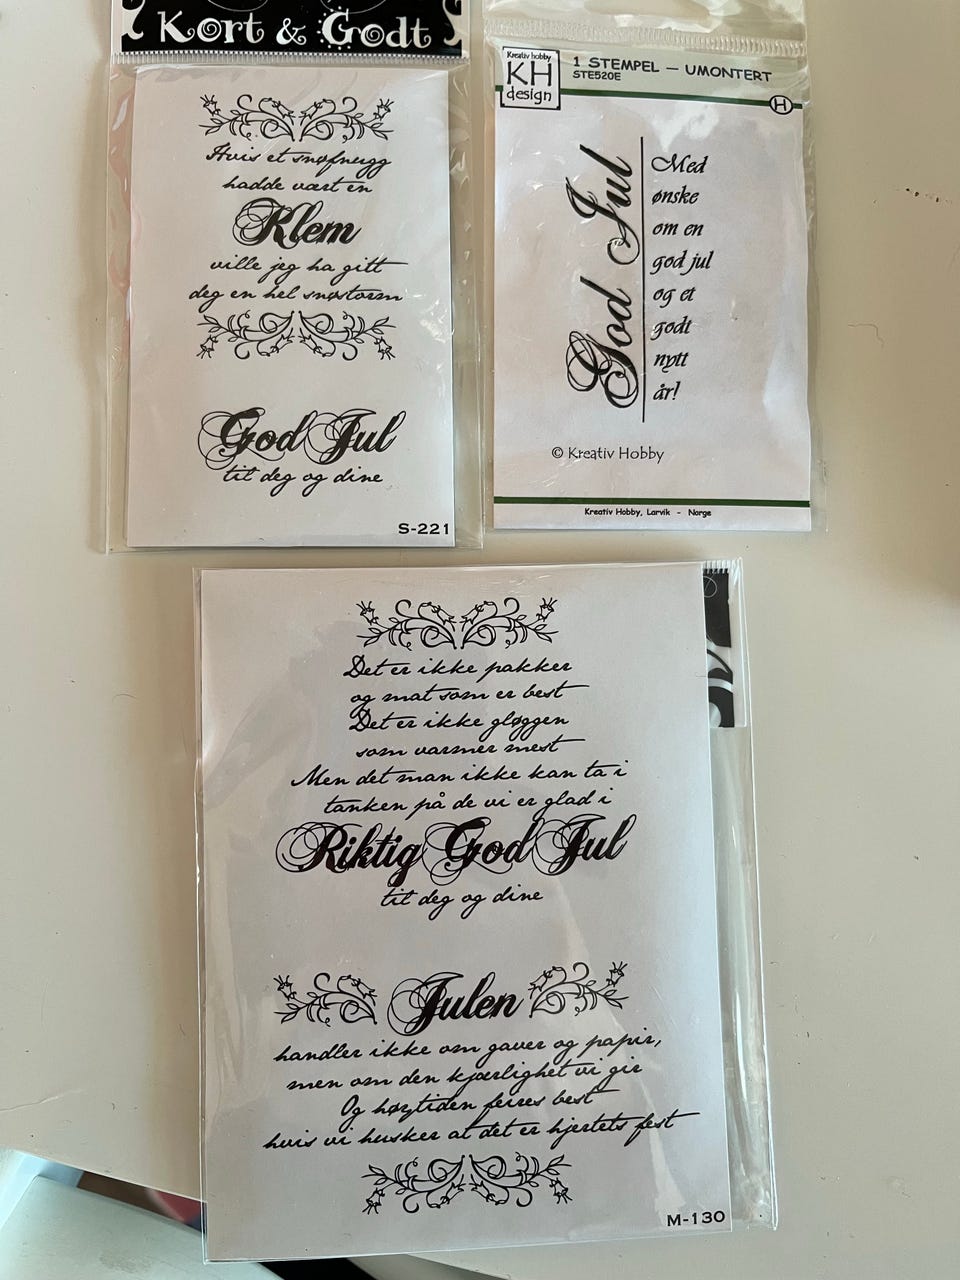 Kort & Godt
Hvis et snøfnugg
hadde vært en
Klem
ville jeg ha gitt
deg en hel snøstorm
God Jul
til deg og dine
S-221
Kreativ hobby
KH
design
1 STEMPEL – UMONTERT
STE520E
H
God Jul
Med
ønske
om en
god jul
og et
godt
nytt
år!
© Kreativ Hobby
Kreativ Hobby, Larvik - Norge
Det er ikke pakker
og mat som er best
Det er ikke gløggen
som varmer mest
Men det man ikke kan ta i
tanken på de vi er glad i
Riktig God Jul
til deg og dine
Julen
handler ikke om gaver og papir,
men om den kjærlighet vi gir
Og høytiden feires best
hvis vi husker at det er hjertets fest
M-130